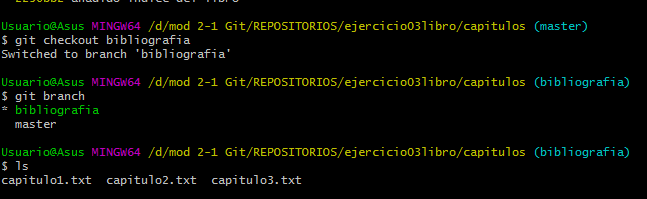 Usuario@Asus MINGW64 /d/mod 2-1 Git/REPOSITORIOS/ejercicio03libro/capitulos (master)
$ git checkout bibliografia
Switched to branch 'bibliografia'
Usuario@Asus MINGW64 /d/mod 2-1 Git/REPOSITORIOS/ejercicio03libro/capitulos (bibliografia)
$ git branch
* bibliografia
master
Usuario@Asus MINGW64 /d/mod 2-1 Git/REPOSITORIOS/ejercicio03libro/capitulos (bibliografia)
$ ls
capitulo1.txt  capitulo2.txt  capitulo3.txt